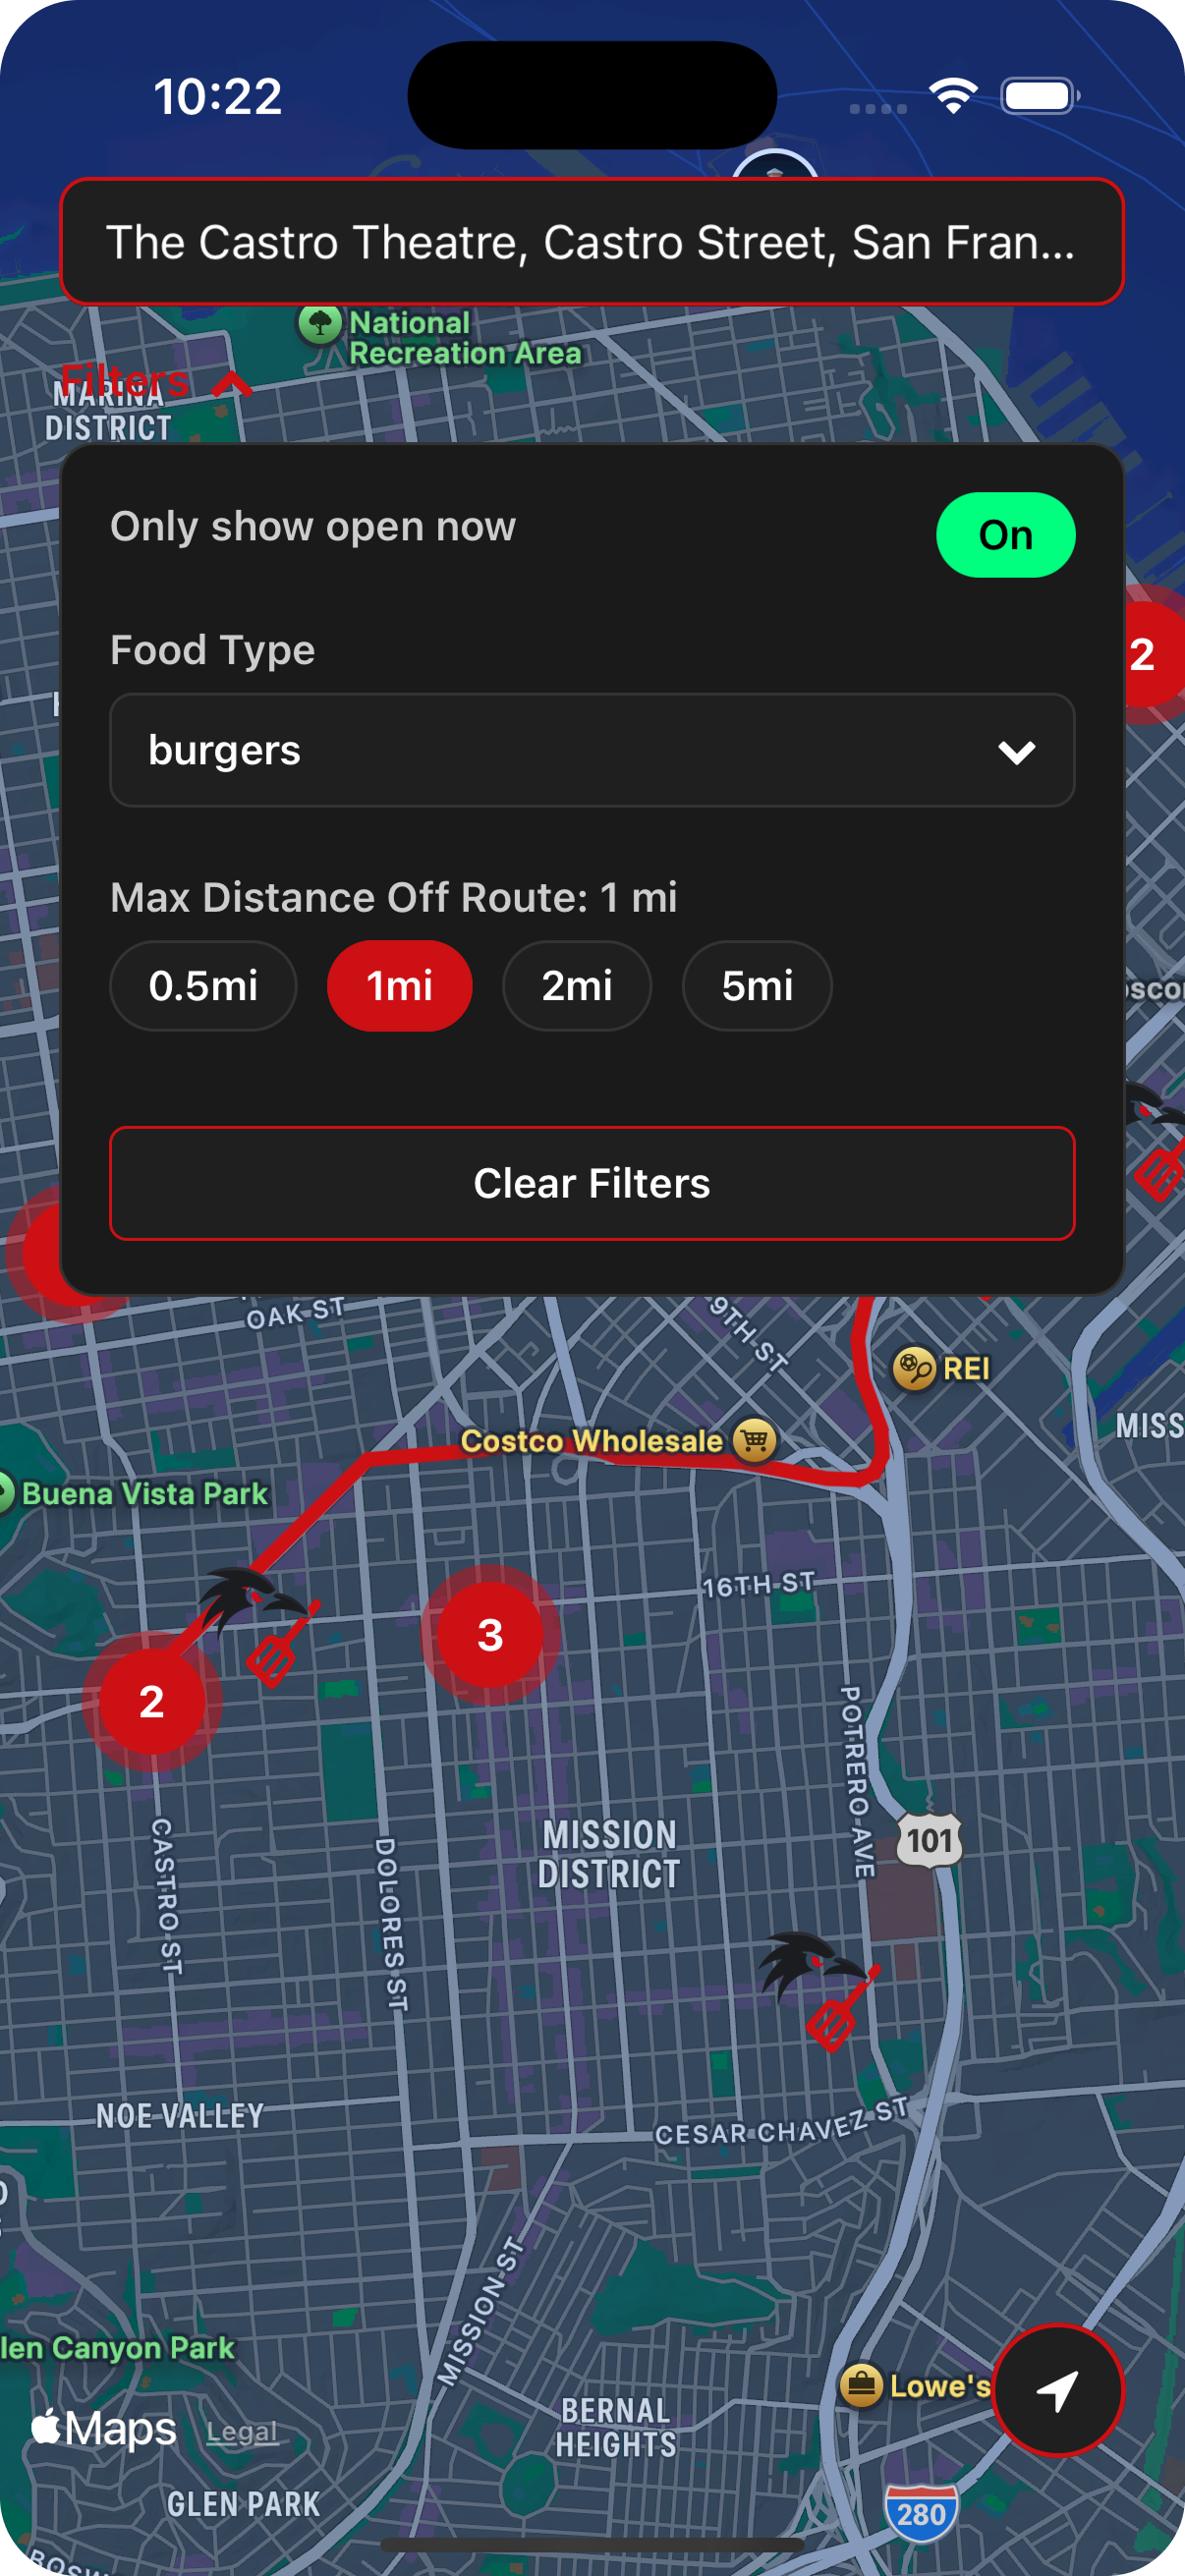 10:22
The Castro Theatre, Castro Street, San Fran...
National
Recreation Area
Filters
MARINA
DISTRICT
Only show open now
On
Food Type
2
burgers
Max Distance Off Route: 1 mi
0.5mi
1mi
2mi
5mi
Clear Filters
OAK ST
9TH ST
REI
MISS
Costco Wholesale
Buena Vista Park
16TH ST
3
2
POTRERO AVE
CASTRO ST
DOLORES ST
MISSION
DISTRICT
101
NOE VALLEY
CESAR CHAVEZ ST
MISSION ST
len Canyon Park
Lowe's
BERNAL
HEIGHTS
Maps
Legal
GLEN PARK
280